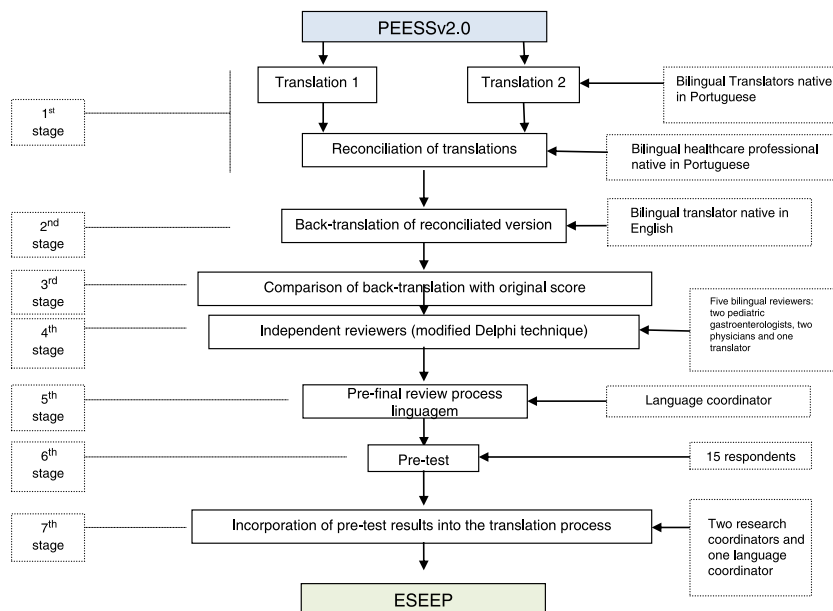 PEESSv2.0
Translation 1
Translation 2
Bilingual Translators native
in Portuguese
1st
stage
Reconciliation of translations
Bilingual healthcare professional
native in Portuguese
2nd
stage
Back-translation of reconciliated version
Bilingual translator native in
English
3rd
stage
Comparison of back-translation with original score
4th
stage
Independent reviewers (modified Delphi technique)
Five bilingual reviewers:
two pediatric
gastroenterologists, two
physicians and one
translator
5th
stage
Pre-final review process
linguagem
Language coordinator
6th
stage
Pre-test
15 respondents
7th
stage
Incorporation of pre-test results into the translation process
Two research
coordinators and
one language
coordinator
ESEEP